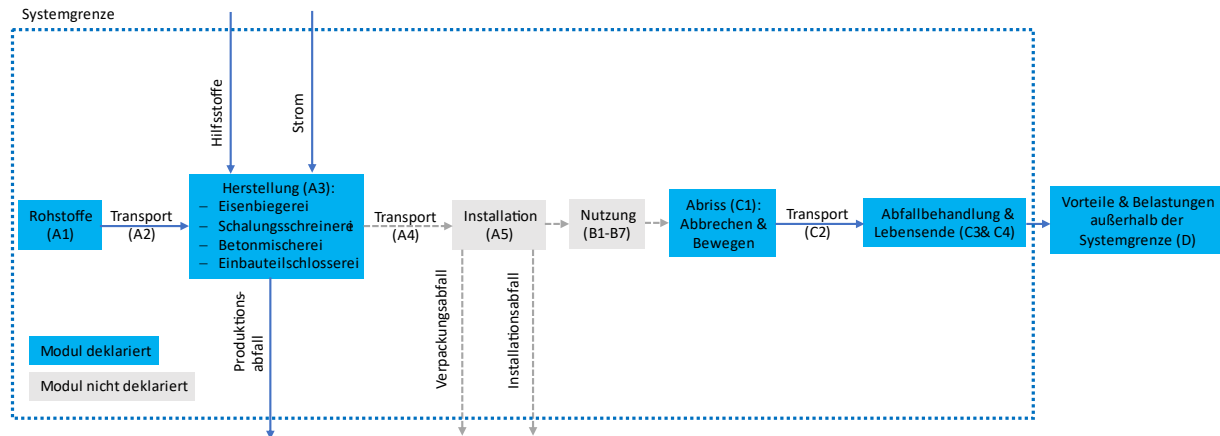 Systemgrenze
Hilfsstoffe
Strom
Rohstoffe
(A1)
Transport
(A2)
Herstellung (A3):
– Eisenbiegerei
– Schalungsschreinerei
– Betonmischerei
– Einbauteilschlosserei
Transport
(A4)
Installation
(A5)
Nutzung
(B1-B7)
Abriss (C1):
Abbrechen &
Bewegen
Transport
(C2)
Abfallbehandlung &
Lebensende (C3& C4)
Vorteile & Belastungen
außerhalb der
Systemgrenze (D)
Produktions-
abfall
Verpackungsabfall
Installationsabfall
Modul deklariert
Modul nicht deklariert